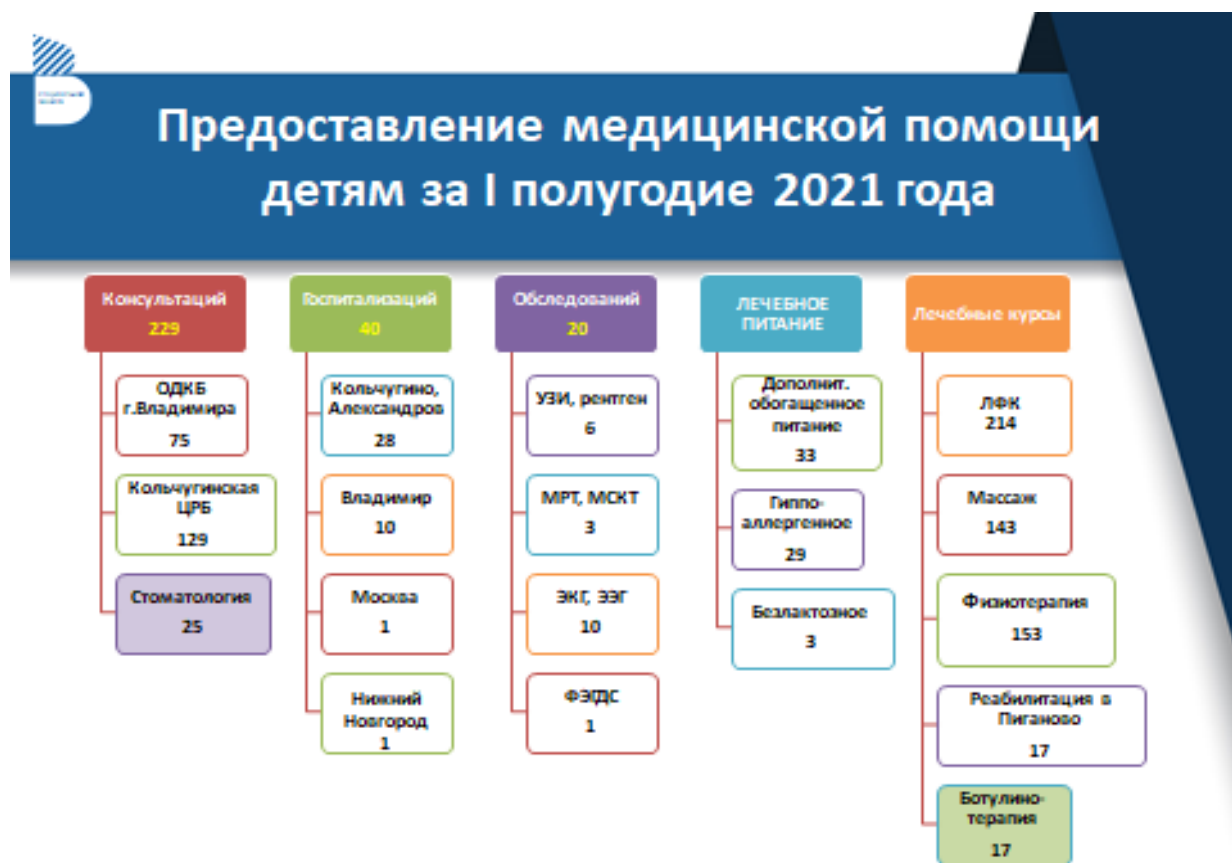 Предоставление медицинской помощи
детям за I полугодие 2021 года
Консультаций
229
ОДКБ
г.Владимира
75
Кольчугинская
ЦРБ
129
Стоматология
25
Госпитализаций
40
Кольчугино,
Александров
28
Владимир
10
Москва
1
Нижний
Новгород
1
Обследований
20
УЗИ, рентген
6
МРТ, МСКТ
3
ЭКГ, ЭЭГ
10
ФЭГДС
1
ЛЕЧЕБНОЕ
ПИТАНИЕ
Дополнит.
обогащенное
питание
33
Гиппо-
аллергенное
29
Безлактозное
3
Лечебные курсы
ЛФК
214
Массаж
143
Физиотерапия
153
Реабилитация в
Пиганово
17
Ботулино-
терапия
17